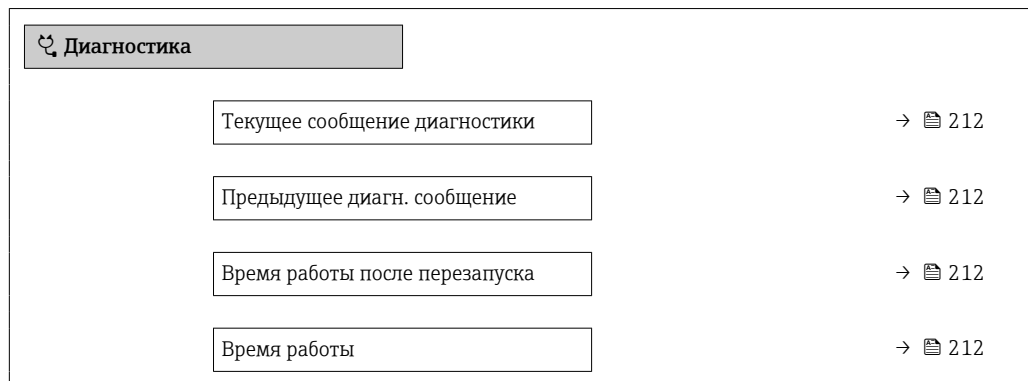 Диагностика
Текущее сообщение диагностики → 212
Предыдущее диагн. сообщение → 212
Время работы после перезапуска → 212
Время работы → 212